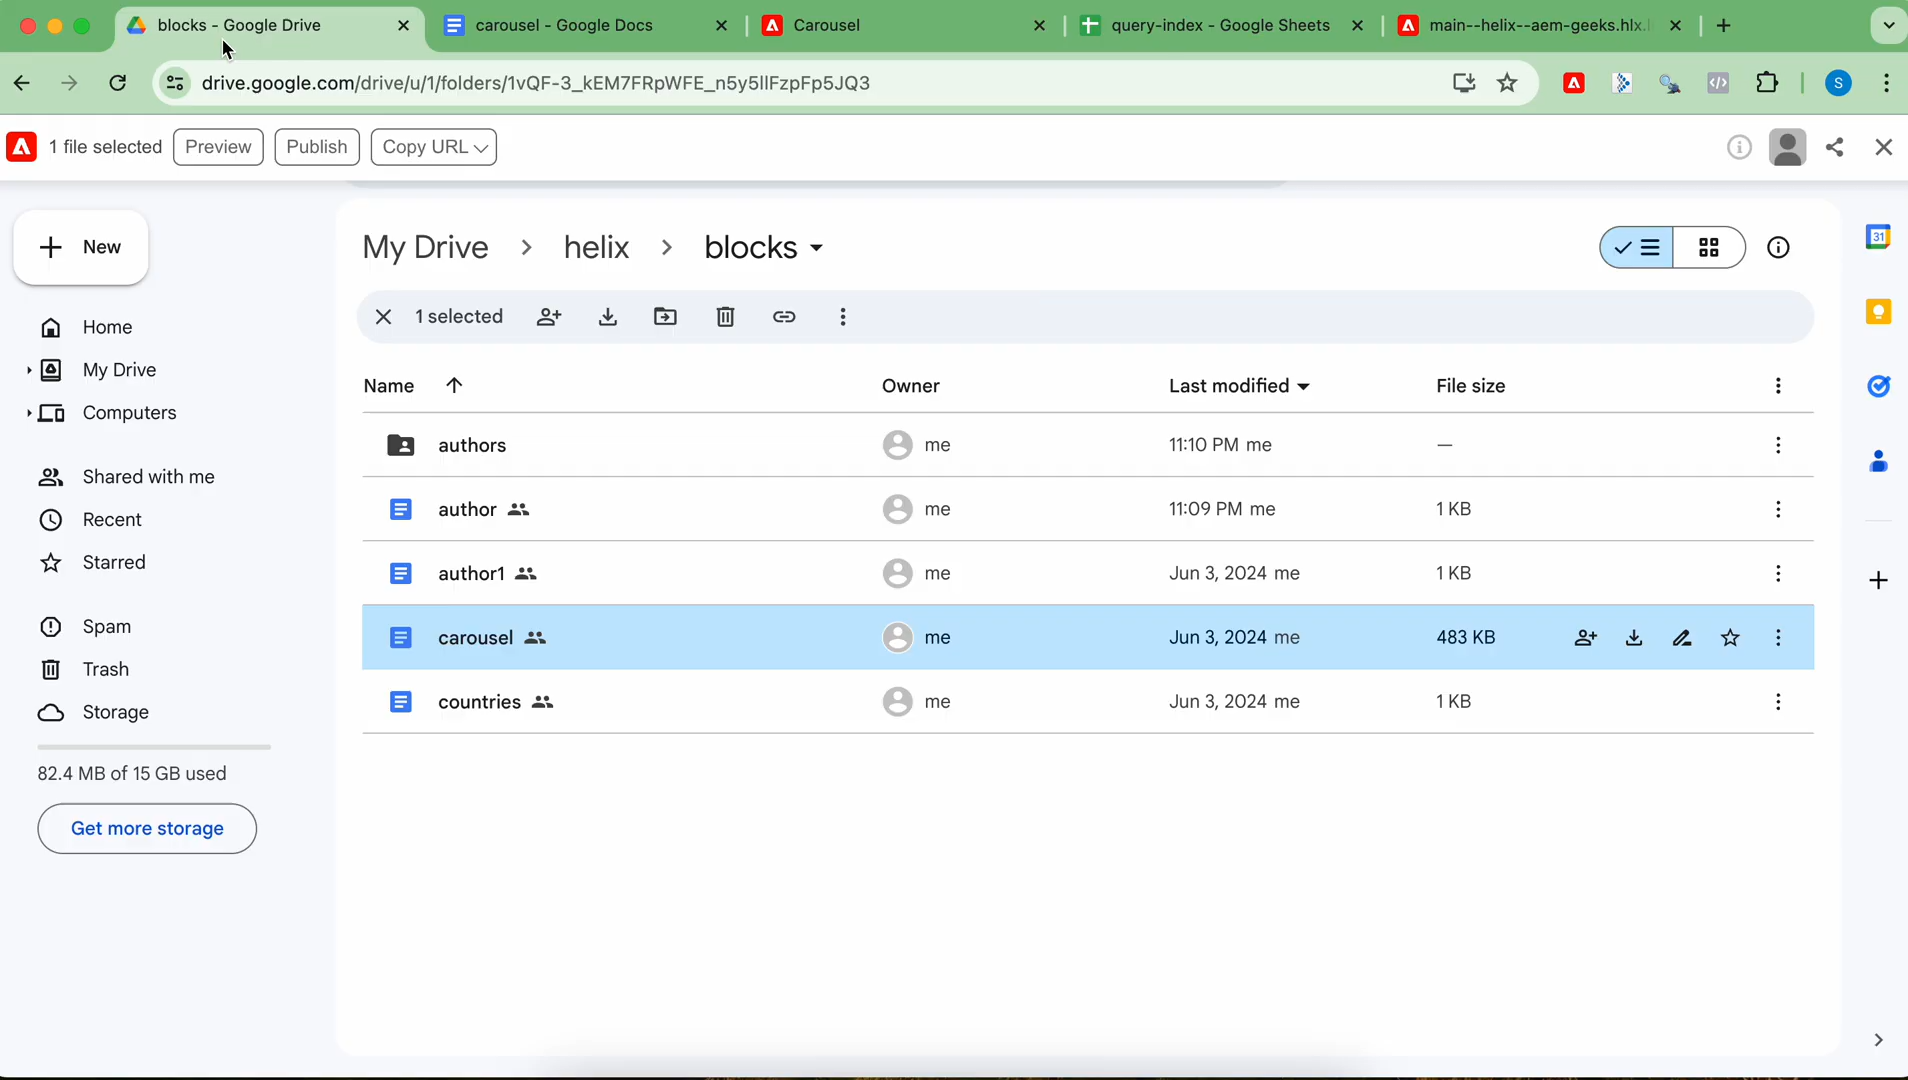 blocks - Google Drive
carousel - Google Docs
Carousel
query-index - Google Sheets
main--helix--aem-geeks.hlx.
drive.google.com/drive/u/1/folders/1vQF-3_kEM7FRpWFE_n5y5llFzpFp5JQ3
S
1 file selected
Preview
Publish
Copy URL
New
My Drive
helix
blocks
31
Home
My Drive
Computers
Shared with me
Recent
Starred
Spam
Trash
Storage
82.4 MB of 15 GB used
Get more storage
1 selected
Name Owner Last modified File size
authors me 11:10 PM me —
author me 11:09 PM me 1 KB
author1 me Jun 3, 2024 me 1 KB
carousel me Jun 3, 2024 me 483 KB
countries me Jun 3, 2024 me 1 KB